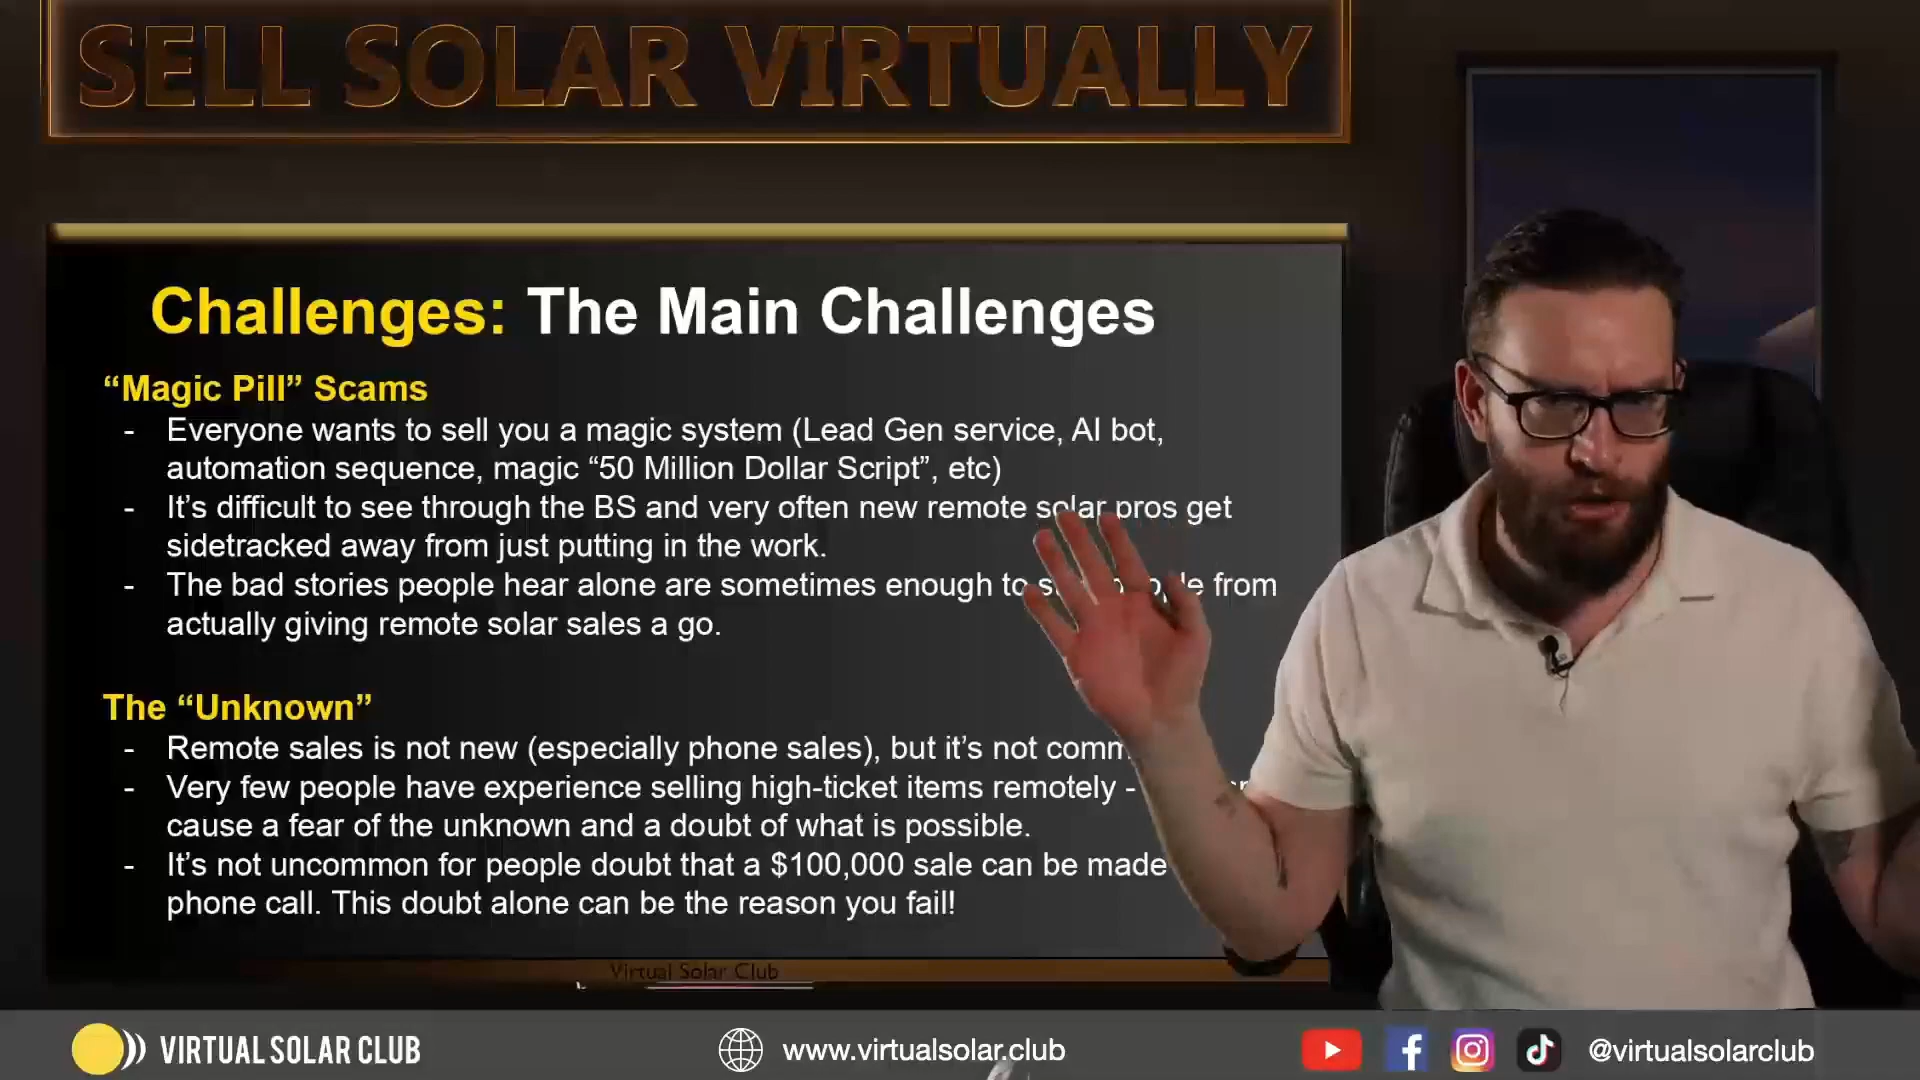 SELL SOLAR VIRTUALLY
Challenges: The Main Challenges
“Magic Pill” Scams
- Everyone wants to sell you a magic system (Lead Gen service, AI bot,
automation sequence, magic “50 Million Dollar Script”, etc)
- It’s difficult to see through the BS and very often new remote solar pros get
sidetracked away from just putting in the work.
- The bad stories people hear alone are sometimes enough to from
actually giving remote solar sales a go.
The “Unknown”
- Remote sales is not new (especially phone sales), but it’s not
- Very few people have experience selling high-ticket items remotely -
cause a fear of the unknown and a doubt of what is possible.
- It’s not uncommon for people doubt that a $100,000 sale can be made
phone call. This doubt alone can be the reason you fail!
Virtual Solar Club
VIRTUAL SOLAR CLUB
www.virtualsolar.club
@virtualsolarclub